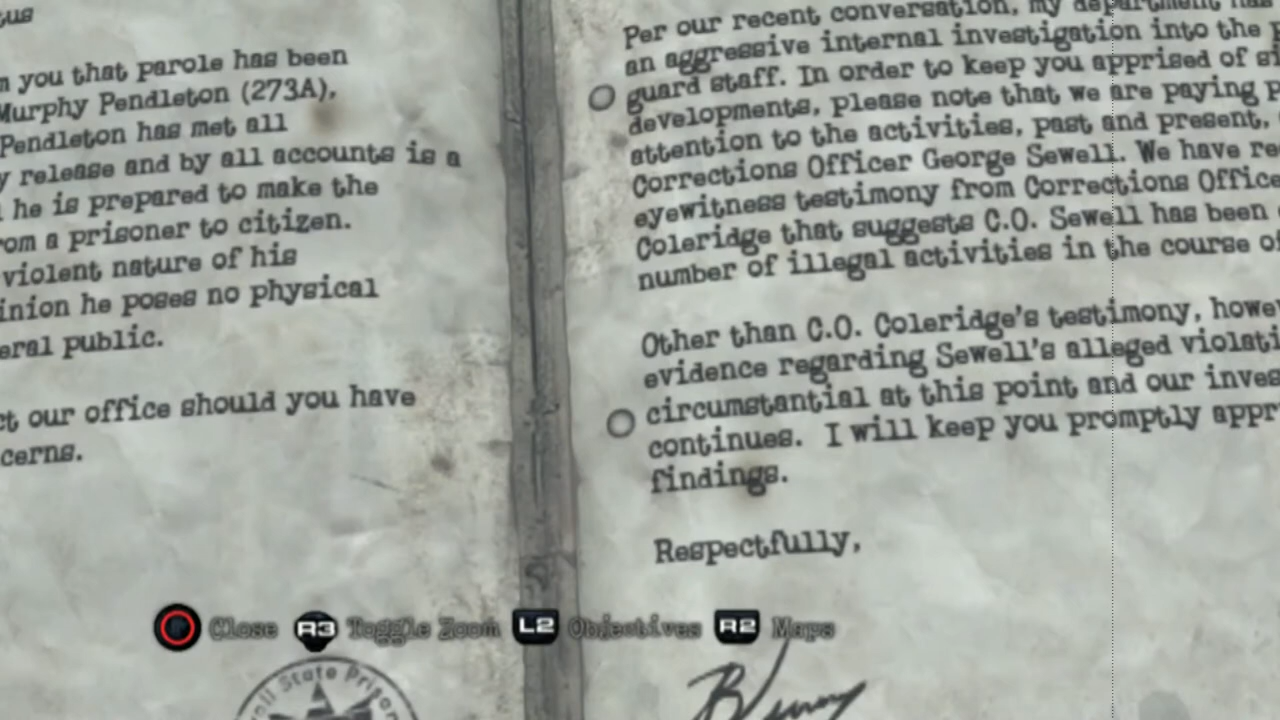 m you that parole has been
Murphy Pendleton (273A),
Pendleton has met all
y release and by all accounts is a
he is prepared to make the
rom a prisoner to citizen.
violent nature of his
inion he poses no physical
eral public.
ct our office should you have
cerns.
Per our recent conversation, my department has
an aggressive internal investigation into the p
guard staff. In order to keep you apprised of si
developments, please note that we are paying p
attention to the activities, past and present,
Corrections Officer George Sewell. We have re
eyewitness testimony from Corrections Office
Coleridge that suggests C.O. Sewell has been
number of illegal activities in the course of
Other than C.O. Coleridge's testimony, howe
evidence regarding Sewell's alleged violati
circumstantial at this point and our inves
continues. I will keep you promptly appr
findings.
Respectfully,
Close R3 Toggle Zoom L2 Objectives R2 Maps
State Prison